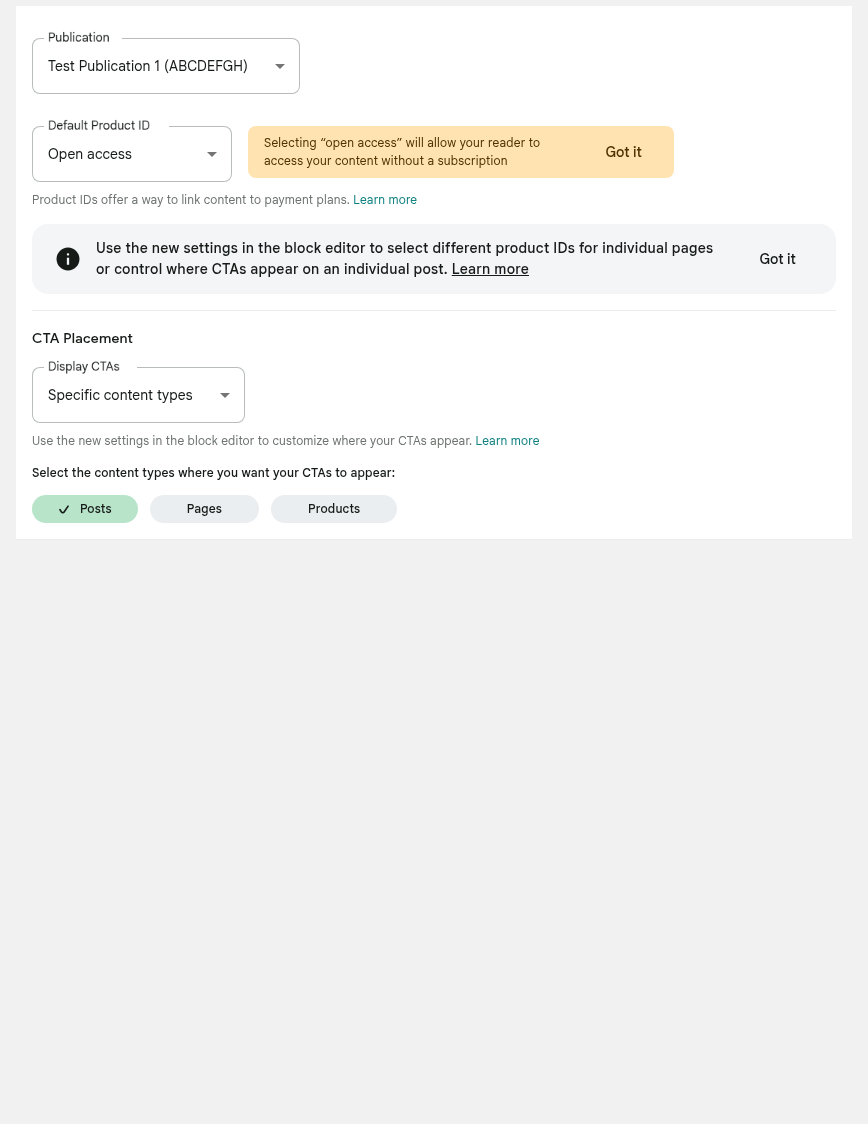 Publication
Test Publication 1 (ABCDEFGH)
Default Product ID
Open access
Selecting “open access” will allow your reader to
access your content without a subscription
Got it
Product IDs offer a way to link content to payment plans. Learn more
Use the new settings in the block editor to select different product IDs for individual pages
or control where CTAs appear on an individual post. Learn more
Got it
CTA Placement
Display CTAs
Specific content types
Use the new settings in the block editor to customize where your CTAs appear. Learn more
Select the content types where you want your CTAs to appear:
Posts
Pages
Products